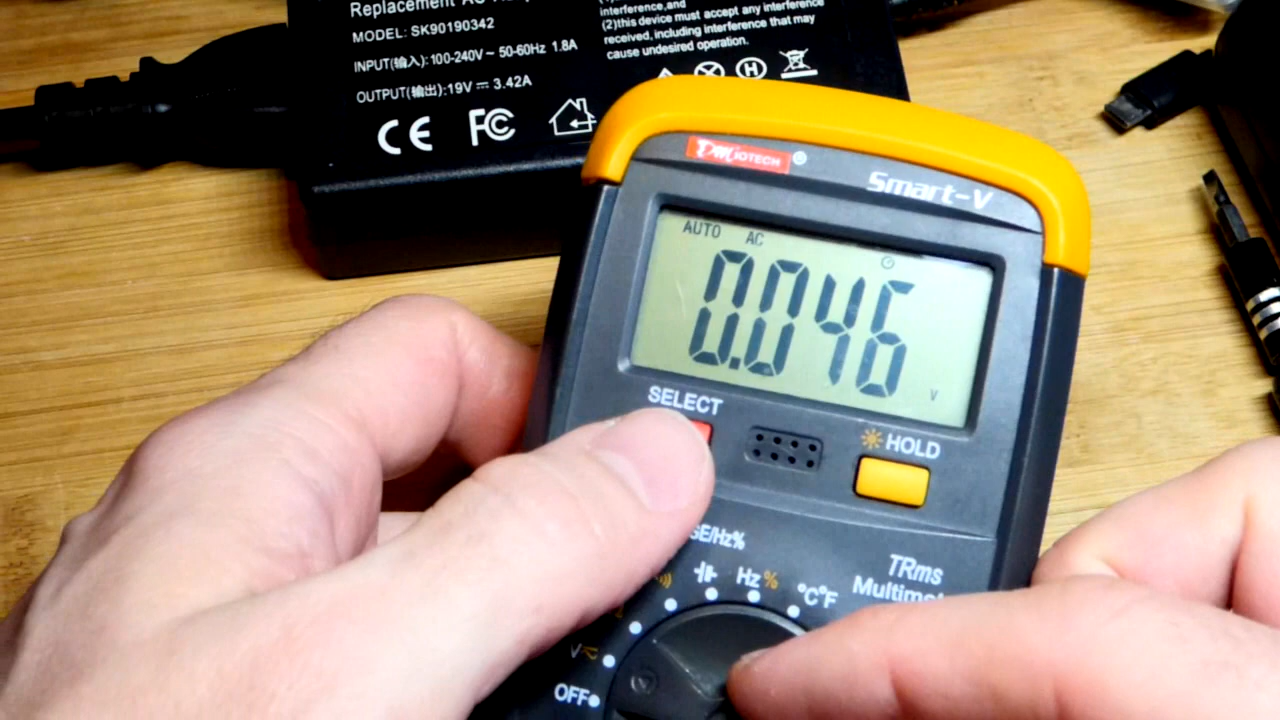 Replacement AC
MODEL: SK90190342
INPUT(输入):100-240V~ 50-60Hz 1.8A
OUTPUT(输出):19V⎓3.42A
CE FC
interference,and
(2)this device must accept any interference
received, including interference that may
cause undesired operation.
H
Smart-V
AUTO AC
0.046
V
SELECT
HOLD
Hz%
Hz %
°C°F
TRms
OFF